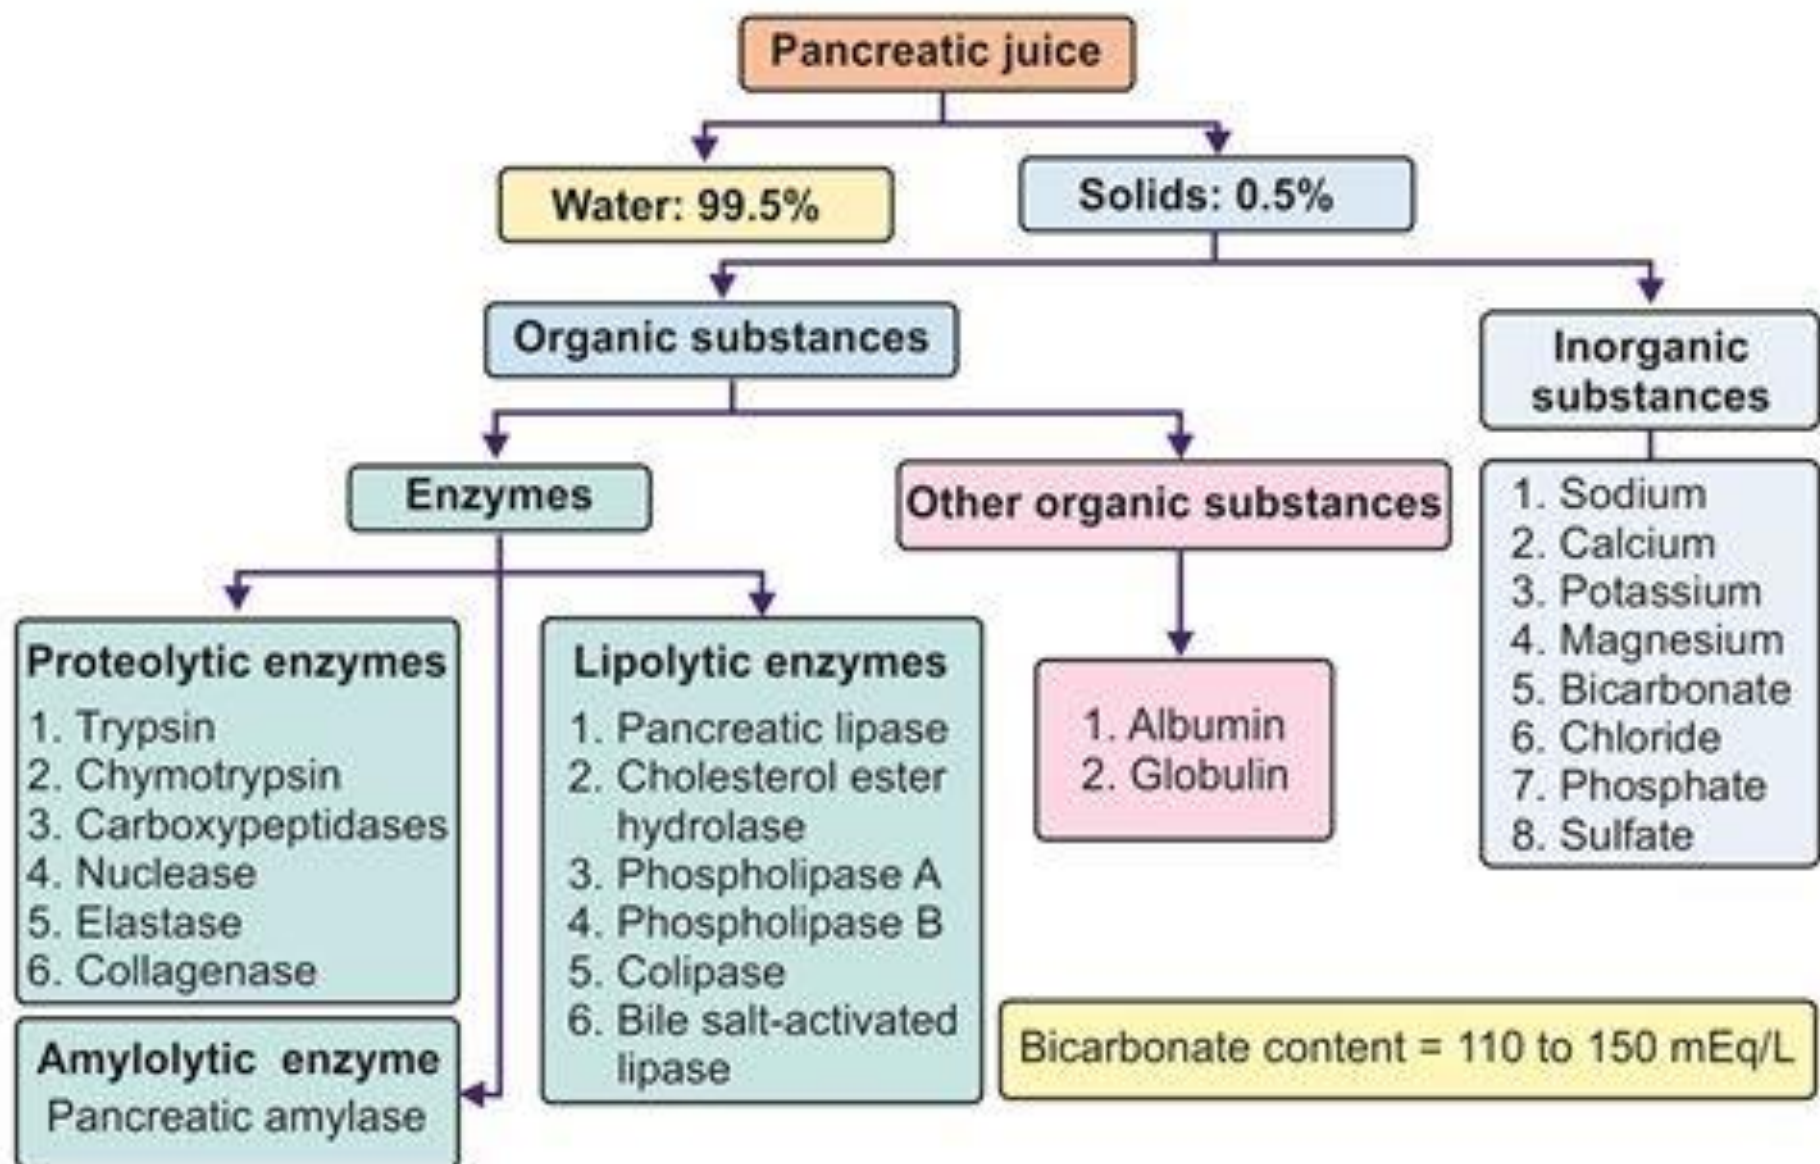 Pancreatic juice
Water: 99.5%
Solids: 0.5%
Organic substances
Inorganic
substances
Enzymes
Other organic substances
1. Sodium
2. Calcium
3. Potassium
4. Magnesium
5. Bicarbonate
6. Chloride
7. Phosphate
8. Sulfate
Proteolytic enzymes
1. Trypsin
2. Chymotrypsin
3. Carboxypeptidases
4. Nuclease
5. Elastase
6. Collagenase
Lipolytic enzymes
1. Pancreatic lipase
2. Cholesterol ester
hydrolase
3. Phospholipase A
4. Phospholipase B
5. Colipase
6. Bile salt-activated
lipase
1. Albumin
2. Globulin
Amylolytic enzyme
Pancreatic amylase
Bicarbonate content = 110 to 150 mEq/L